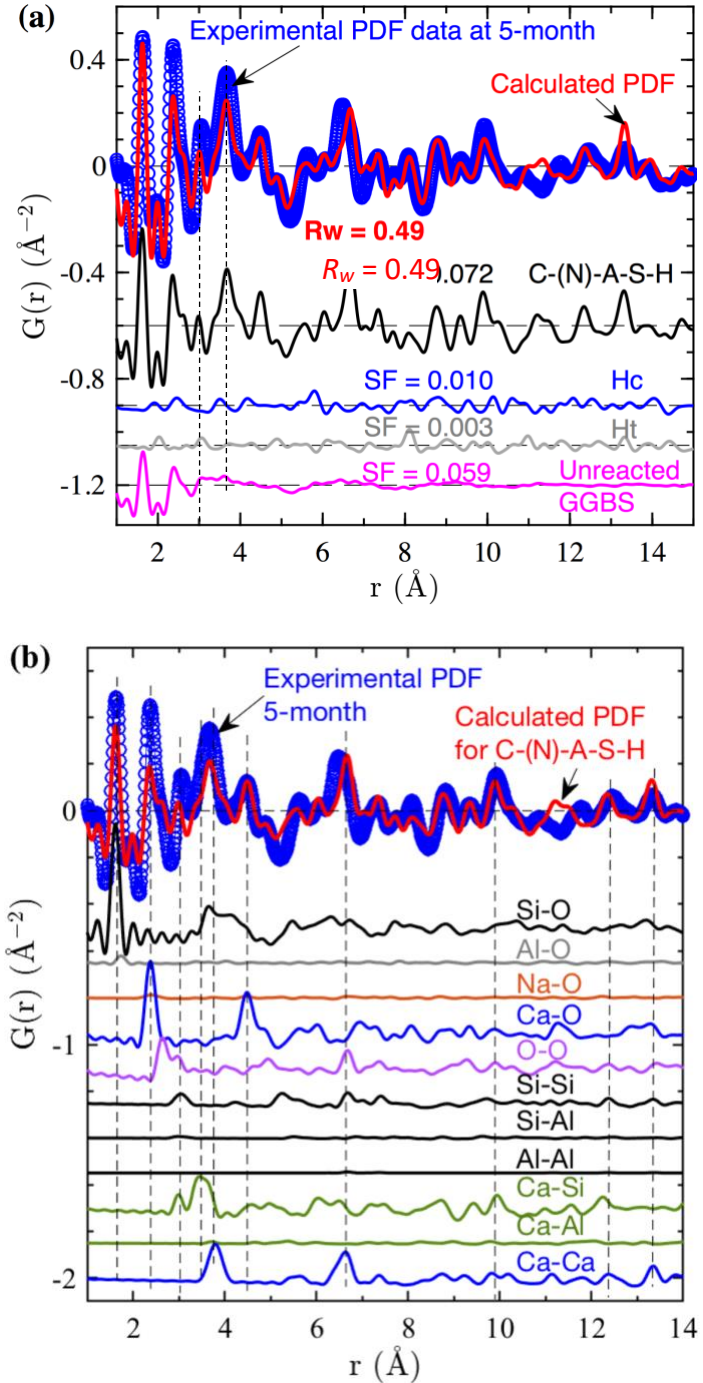 (a)
Experimental PDF data at 5-month
Calculated PDF
0.4
0
-0.4
-0.8
-1.2
G(r) (Å⁻²)
Rw = 0.49
R_w = 0.49
0.072 C-(N)-A-S-H
SF = 0.010 Hc
SF = 0.003 Ht
SF = 0.059 Unreacted
GGBS
2 4 6 8 10 12 14
r (Å)
(b)
Experimental PDF
5-month
Calculated PDF
for C-(N)-A-S-H
0
-1
-2
G(r) (Å⁻²)
Si-O
Al-O
Na-O
Ca-O
O-O
Si-Si
Si-Al
Al-Al
Ca-Si
Ca-Al
Ca-Ca
2 4 6 8 10 12 14
r (Å)